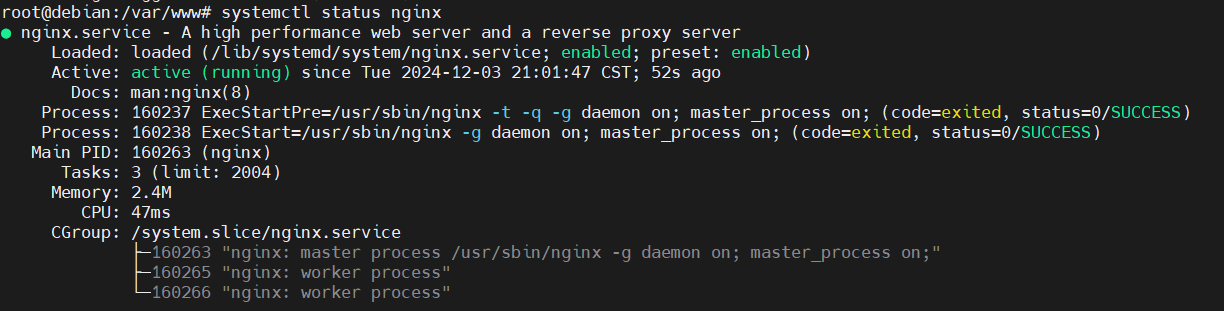 root@debian:/var/www# systemctl status nginx
● nginx.service - A high performance web server and a reverse proxy server
     Loaded: loaded (/lib/systemd/system/nginx.service; enabled; preset: enabled)
     Active: active (running) since Tue 2024-12-03 21:01:47 CST; 52s ago
       Docs: man:nginx(8)
    Process: 160237 ExecStartPre=/usr/sbin/nginx -t -q -g daemon on; master_process on; (code=exited, status=0/SUCCESS)
    Process: 160238 ExecStart=/usr/sbin/nginx -g daemon on; master_process on; (code=exited, status=0/SUCCESS)
   Main PID: 160263 (nginx)
      Tasks: 3 (limit: 2004)
     Memory: 2.4M
        CPU: 47ms
     CGroup: /system.slice/nginx.service
             ├─160263 "nginx: master process /usr/sbin/nginx -g daemon on; master_process on;"
             ├─160265 "nginx: worker process"
             └─160266 "nginx: worker process"